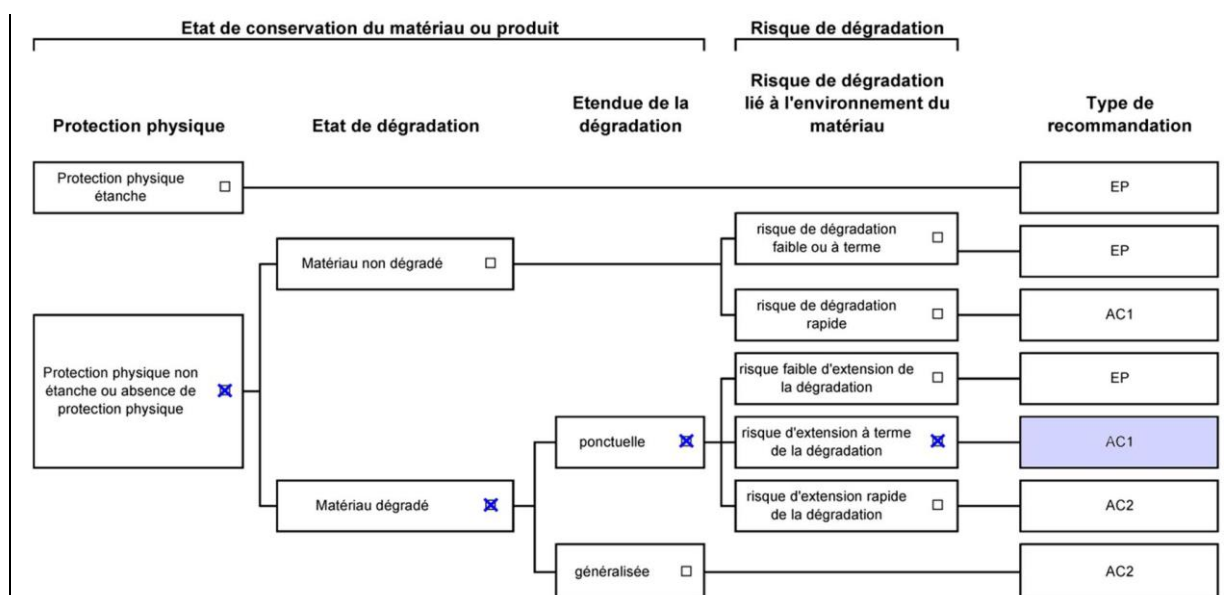 Etat de conservation du matériau ou produit
Risque de dégradation
Protection physique
Etat de dégradation
Etendue de la
dégradation
Risque de dégradation
lié à l'environnement du
matériau
Type de
recommandation
Protection physique
étanche
EP
Matériau non dégradé
risque de dégradation
faible ou à terme
EP
risque de dégradation
rapide
AC1
Protection physique non
étanche ou absence de
protection physique
risque faible d'extension de
la dégradation
EP
ponctuelle
risque d'extension à terme
de la dégradation
AC1
Matériau dégradé
risque d'extension rapide
de la dégradation
AC2
généralisée
AC2